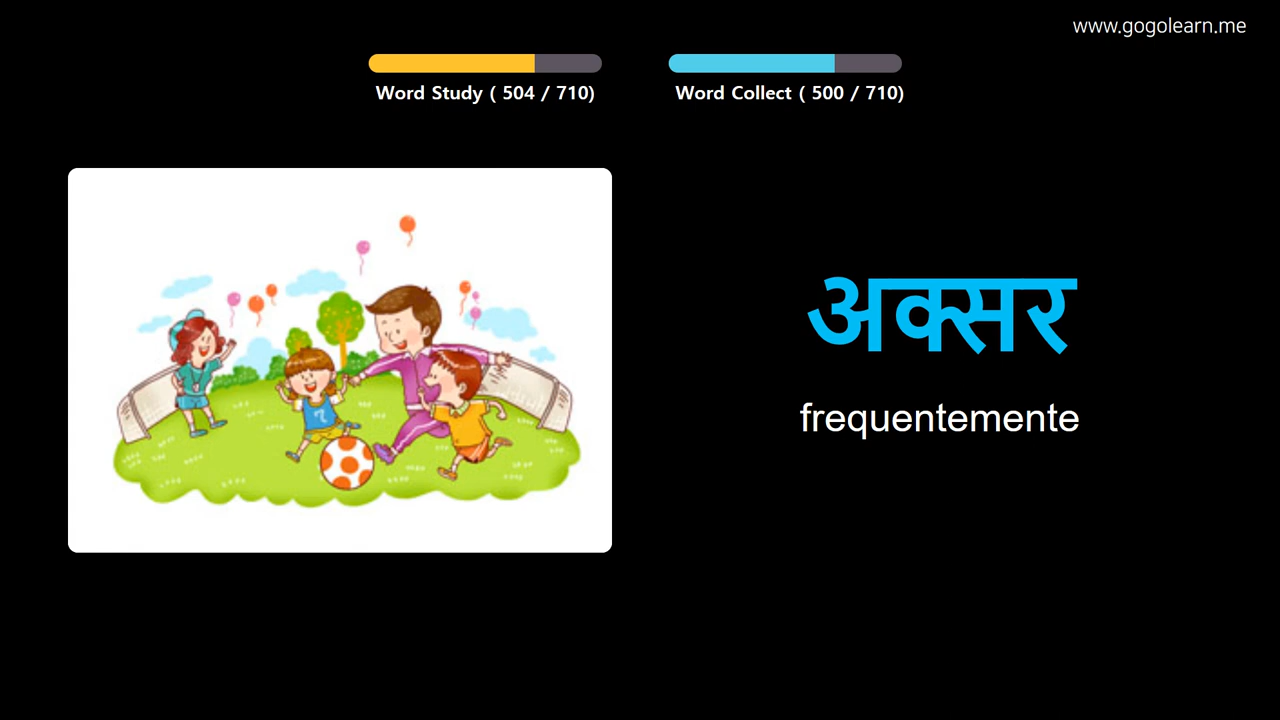 www.gogolearn.me
Word Study ( 504 / 710)
Word Collect ( 500 / 710)
अक्सर
frequentemente